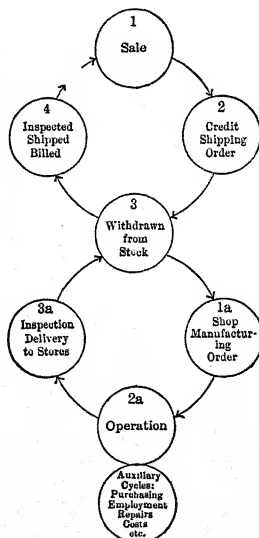 1
Sale
4
Inspected
Shipped
Billed
2
Credit
Shipping
Order
3
Withdrawn
from
Stock
3a
Inspection
Delivery
to Stores
1a
Shop
Manufactur-
ing
Order
2a
Operation
Auxiliary
Cycles:
Purchasing
Employment
Repairs
Costs
etc.